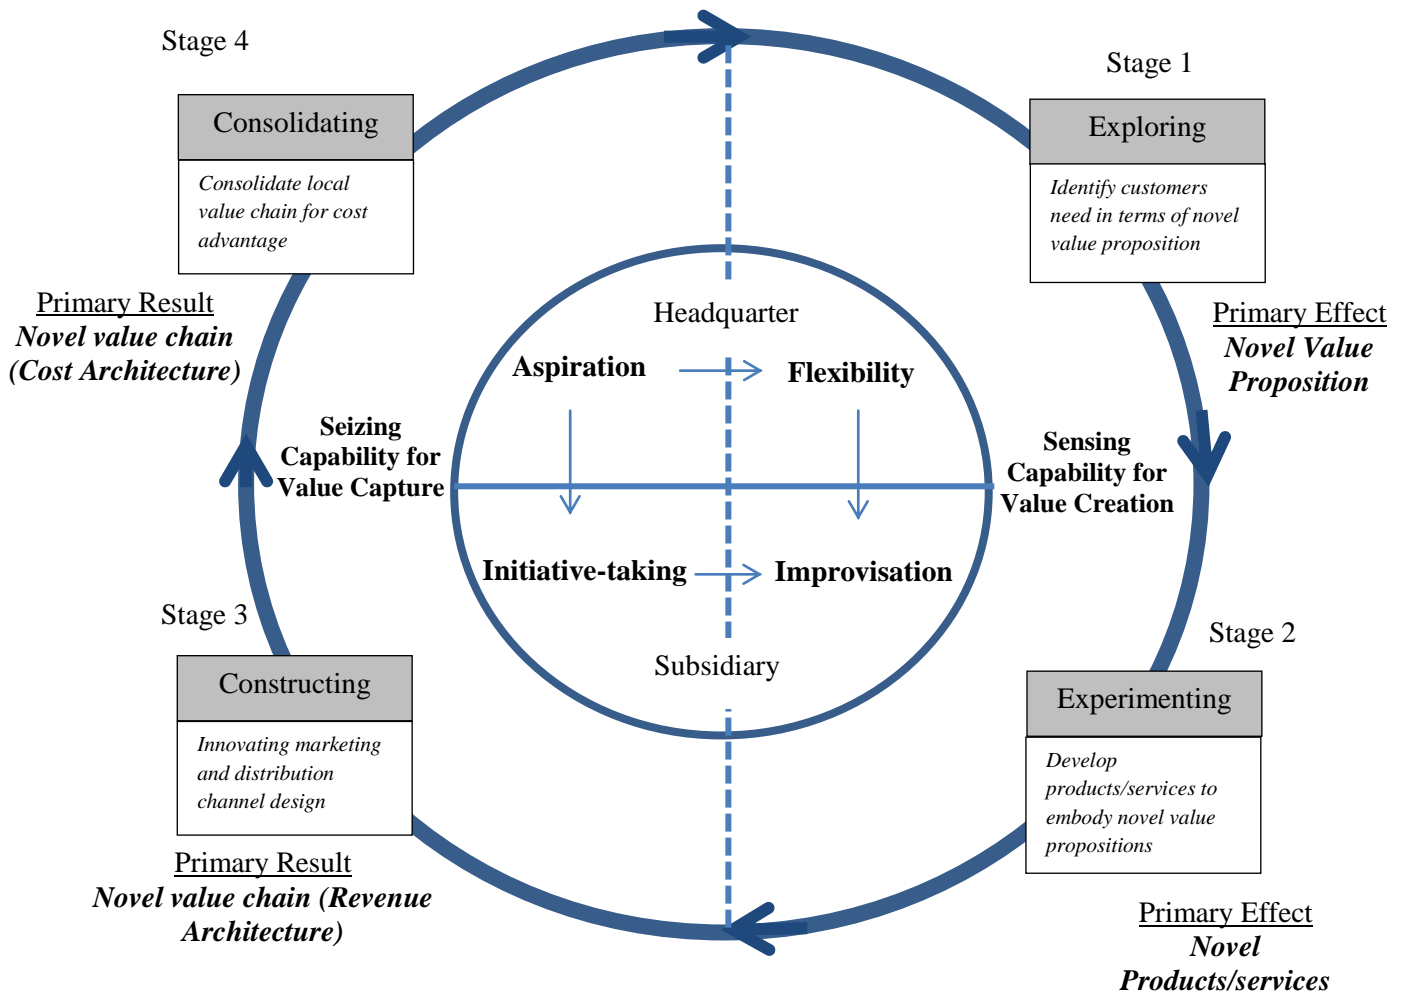 Stage 4
Consolidating
Consolidate local
value chain for cost
advantage
Primary Result
Novel value chain
(Cost Architecture)
Stage 1
Exploring
Identify customers
need in terms of novel
value proposition
Primary Effect
Novel Value
Proposition
Headquarter
Aspiration
Flexibility
Seizing
Capability for
Value Capture
Sensing
Capability for
Value Creation
Initiative-taking
Improvisation
Subsidiary
Stage 3
Constructing
Innovating marketing
and distribution
channel design
Primary Result
Novel value chain (Revenue
Architecture)
Stage 2
Experimenting
Develop
products/services to
embody novel value
propositions
Primary Effect
Novel
Products/services